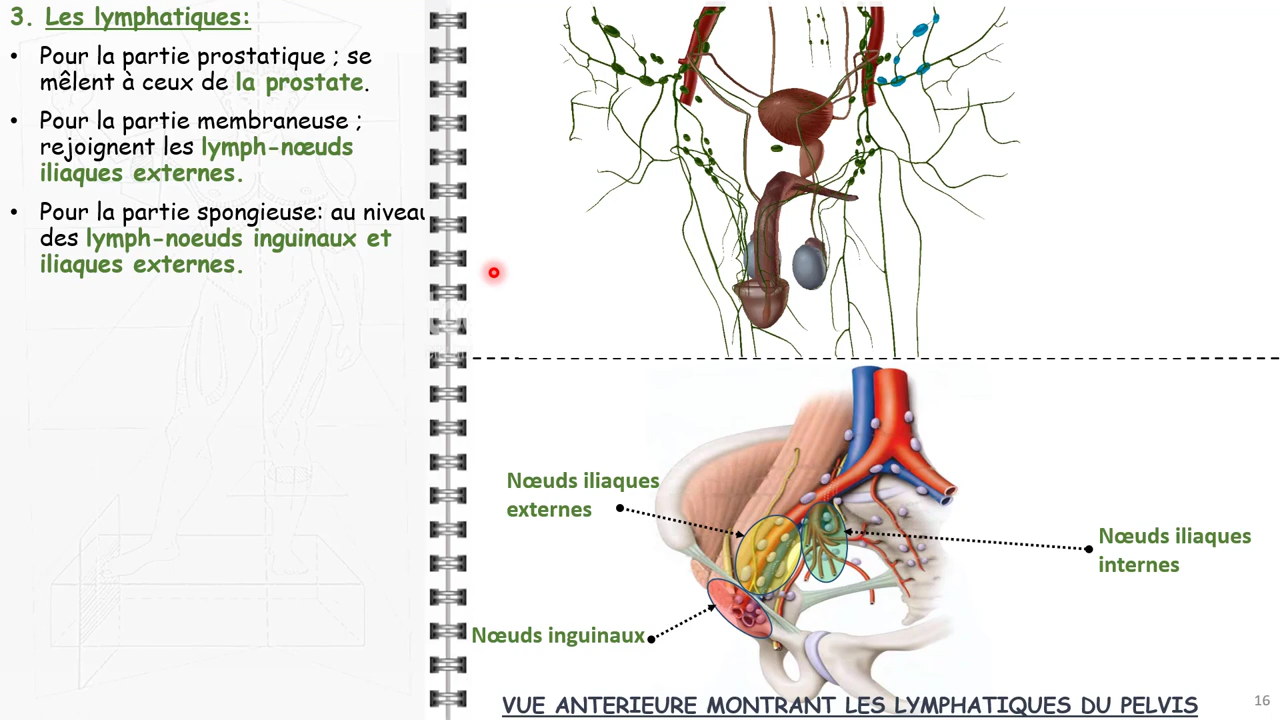 3. Les lymphatiques:
• Pour la partie prostatique ; se
mêlent à ceux de la prostate.
• Pour la partie membraneuse ;
rejoignent les lymph-nœuds
iliaques externes.
• Pour la partie spongieuse: au niveau
des lymph-noeuds inguinaux et
iliaques externes.
Nœuds iliaques
externes
Nœuds iliaques
internes
Nœuds inguinaux
VUE ANTERIEURE MONTRANT LES LYMPHATIQUES DU PELVIS
16